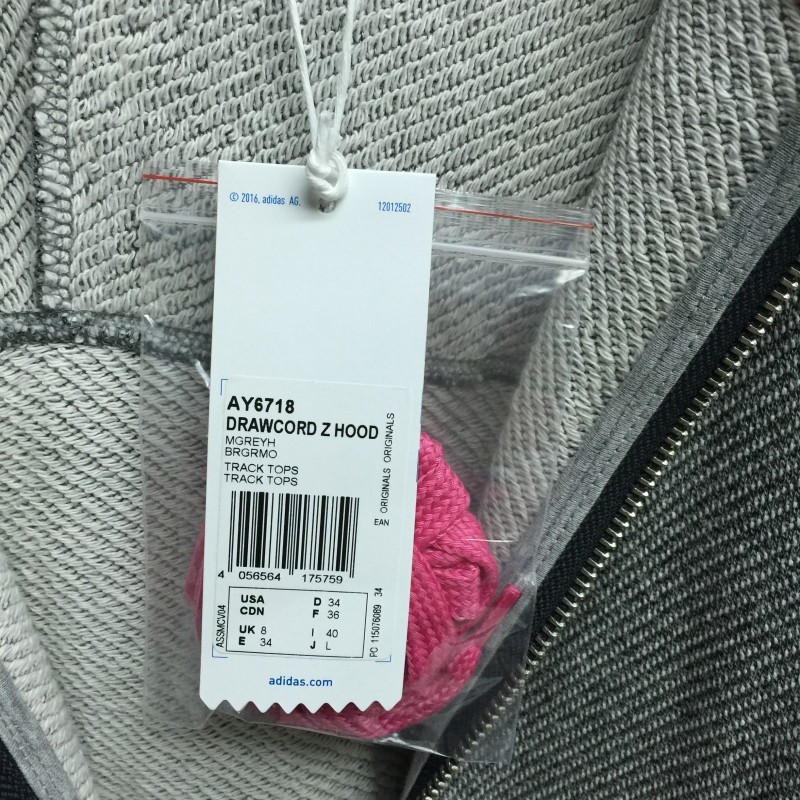 © 2016, adidas AG.
12012502
AY6718
DRAWCORD Z HOOD
MGREYH
BRGRMO
TRACK TOPS
TRACK TOPS
ORIGINALS ORIGINALS
EAN
4 056564 175759
USA D 34
CDN F 36
UK 8 I 40
E 34 J L
ASSMCV04
PO 115076089 34
adidas.com